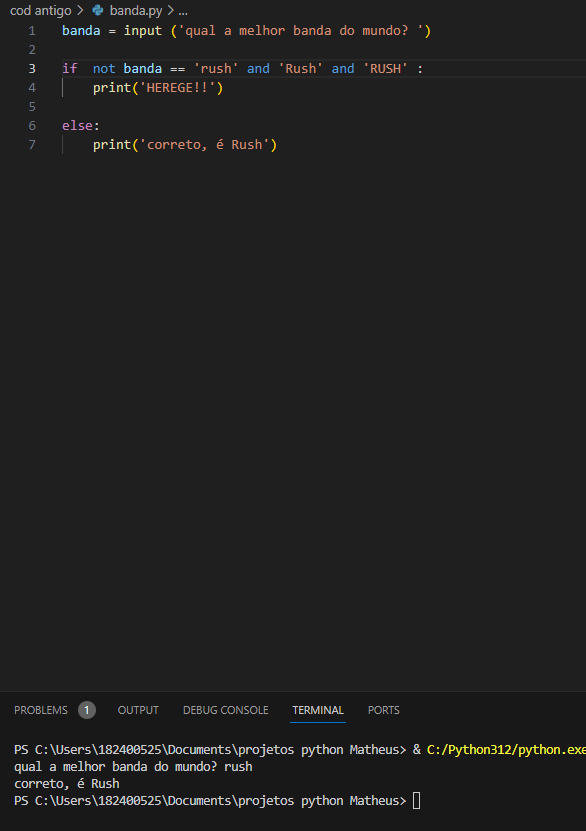 cod antigo > banda.py > ...
1 banda = input ('qual a melhor banda do mundo? ')
2
3 if  not banda == 'rush' and 'Rush' and 'RUSH' :
4     print('HEREGE!!')
5
6 else:
7     print('correto, é Rush')
PROBLEMS 1 OUTPUT DEBUG CONSOLE TERMINAL PORTS
PS C:\Users\182400525\Documents\projetos python Matheus> & C:/Python312/python.exe
qual a melhor banda do mundo? rush
correto, é Rush
PS C:\Users\182400525\Documents\projetos python Matheus>